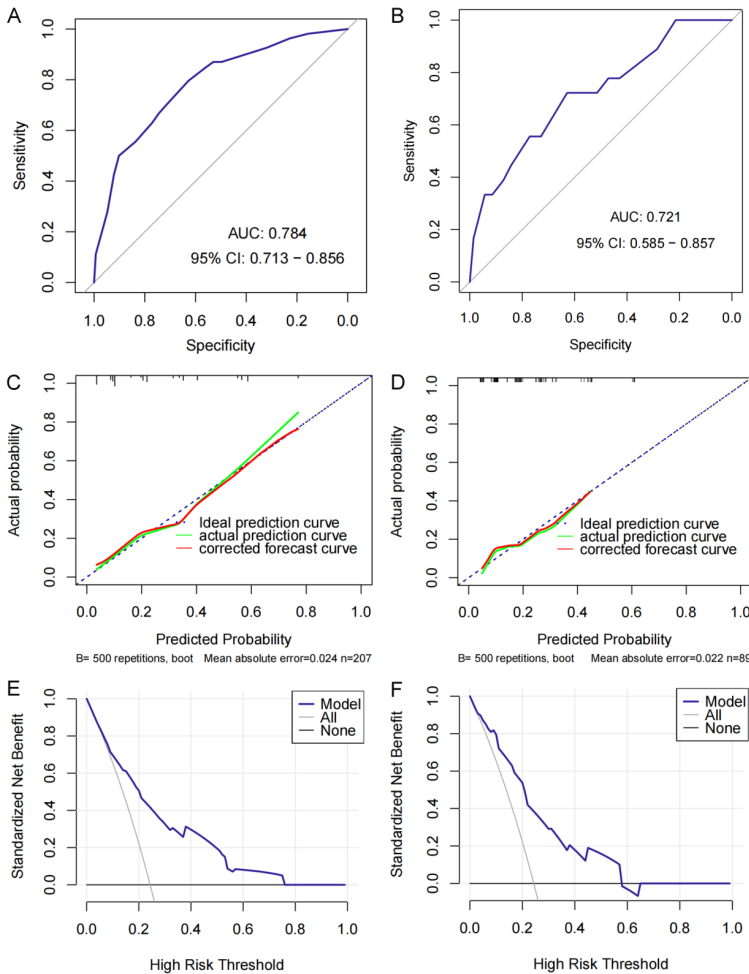 A
1.0
0.8
0.6
0.4
0.2
0.0
Sensitivity
AUC: 0.784
95% CI: 0.713 − 0.856
1.0 0.8 0.6 0.4 0.2 0.0
Specificity
B
1.0
0.8
0.6
0.4
0.2
0.0
Sensitivity
AUC: 0.721
95% CI: 0.585 − 0.857
1.0 0.8 0.6 0.4 0.2 0.0
Specificity
C
1.0
0.8
0.6
0.4
0.2
0.0
Actual probability
Ideal prediction curve
actual prediction curve
corrected forecast curve
0.0 0.2 0.4 0.6 0.8 1.0
Predicted Probability
B= 500 repetitions, boot Mean absolute error=0.024 n=207
D
1.0
0.8
0.6
0.4
0.2
0.0
Actual probability
Ideal prediction curve
actual prediction curve
corrected forecast curve
0.0 0.2 0.4 0.6 0.8 1.0
Predicted Probability
B= 500 repetitions, boot Mean absolute error=0.022 n=89
E
1.0
0.8
0.6
0.4
0.2
0.0
Standardized Net Benefit
Model
All
None
0.0 0.2 0.4 0.6 0.8 1.0
High Risk Threshold
F
1.0
0.8
0.6
0.4
0.2
0.0
Standardized Net Benefit
Model
All
None
0.0 0.2 0.4 0.6 0.8 1.0
High Risk Threshold